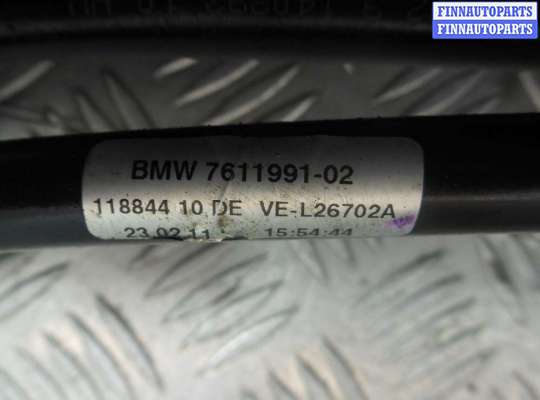 FINNAUTOPARTS
FINNAUTOPARTS
BMW 7611991-02
118844 10 DE VE-L26702A
23.02.11 15:54:44